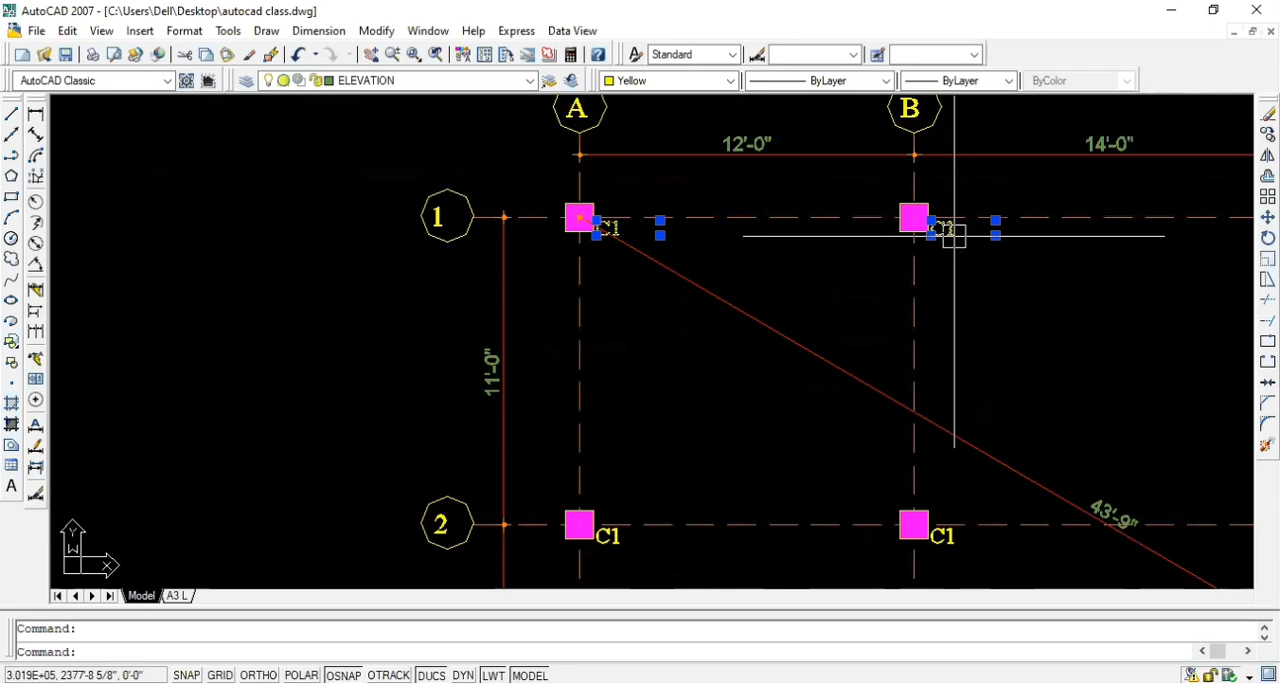 AutoCAD 2007 - [C:\Users\Dell\Desktop\autocad class.dwg]
File Edit View Insert Format Tools Draw Dimension Modify Window Help Express Data View
Standard
AutoCAD Classic ELEVATION Yellow ByLayer ByLayer ByColor
A B
12'-0" 14'-0"
1 C1 C1
11'-0"
43'-9"
2 C1 C1
Y
W
X
Model A3 L
Command:
Command:
3.019E+05, 2377-8 5/8", 0'-0" SNAP GRID ORTHO POLAR OSNAP OTRACK DUCS DYN LWT MODEL
A